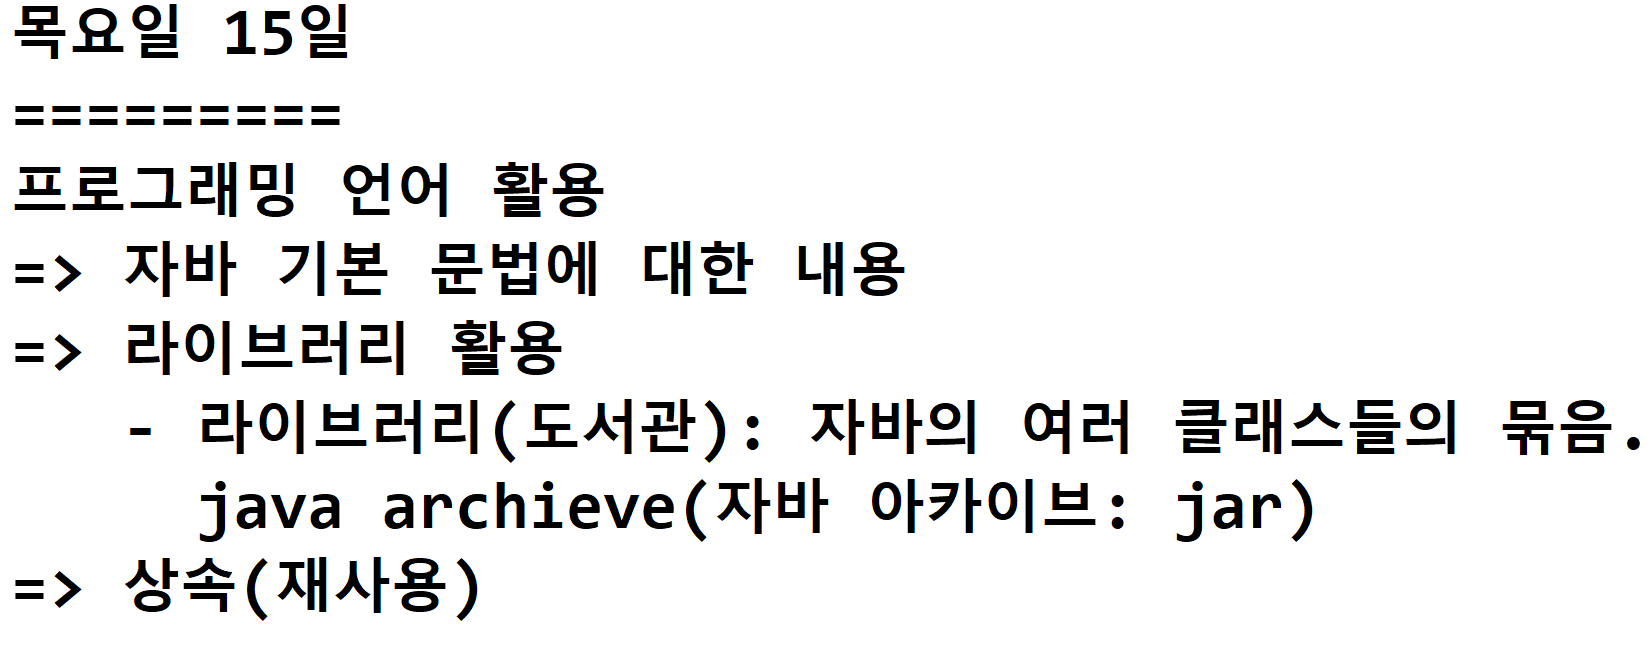 목요일 15일
=========
프로그래밍 언어 활용
=> 자바 기본 문법에 대한 내용
=> 라이브러리 활용
- 라이브러리(도서관): 자바의 여러 클래스들의 묶음.
java archieve(자바 아카이브: jar)
=> 상속(재사용)